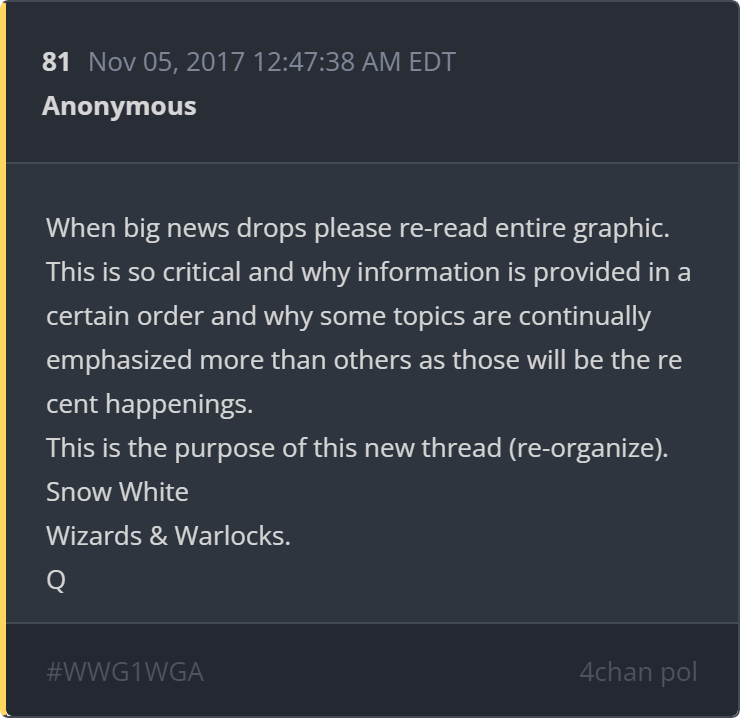 81 Nov 05, 2017 12:47:38 AM EDT
Anonymous
When big news drops please re-read entire graphic.
This is so critical and why information is provided in a
certain order and why some topics are continually
emphasized more than others as those will be the re
cent happenings.
This is the purpose of this new thread (re-organize).
Snow White
Wizards & Warlocks.
Q
#WWG1WGA 4chan pol